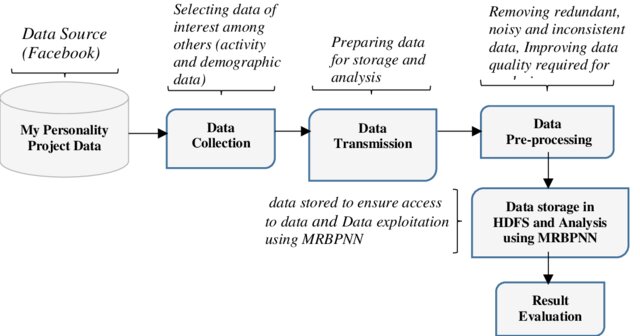 Data Source
(Facebook)
Selecting data of
interest among
others (activity
and demographic
data)
Preparing data
for storage and
analysis
Removing redundant,
noisy and inconsistent
data, Improving data
quality required for
My Personality
Project Data
Data
Collection
Data
Transmission
Data
Pre-processing
data stored to ensure access
to data and Data exploitation
using MRBPNN
Data storage in
HDFS and Analysis
using MRBPNN
Result
Evaluation